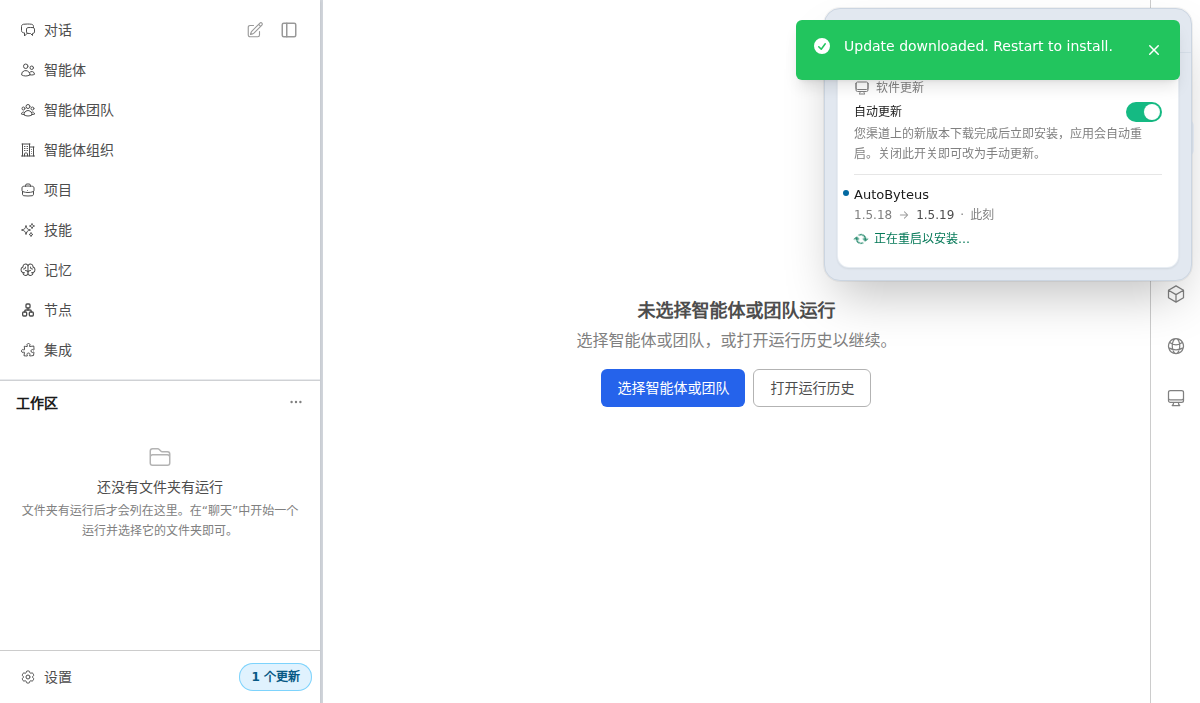 对话
智能体
智能体团队
智能体组织
项目
技能
记忆
节点
集成
工作区
还没有文件夹有运行
文件夹有运行后才会列在这里。在“聊天”中开始一个
运行并选择它的文件夹即可。
设置
1 个更新
未选择智能体或团队运行
选择智能体或团队，或打开运行历史以继续。
选择智能体或团队
打开运行历史
Update downloaded. Restart to install.
软件更新
自动更新
您渠道上的新版本下载完成后立即安装，应用会自动重
启。关闭此开关即可改为手动更新。
AutoByteus
1.5.18 → 1.5.19 · 此刻
正在重启以安装…